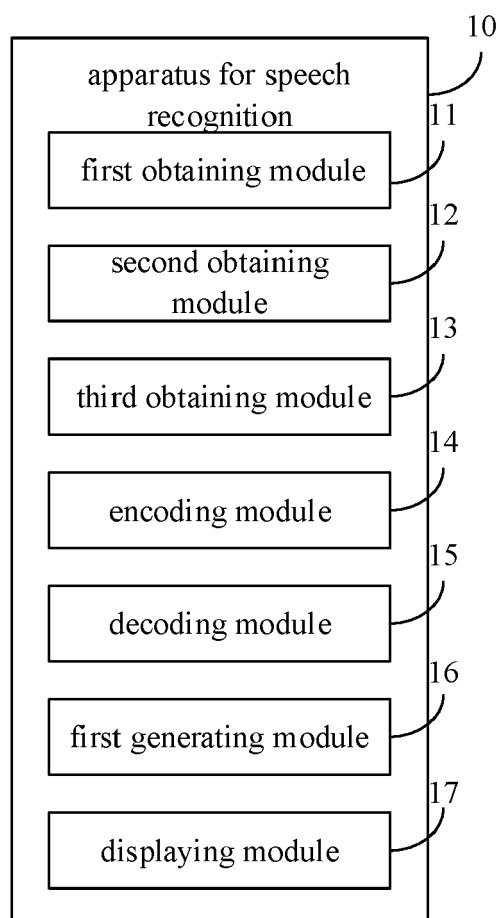 10
apparatus for speech
recognition
11
first obtaining module
12
second obtaining
module
13
third obtaining module
14
encoding module
15
decoding module
16
first generating module
17
displaying module